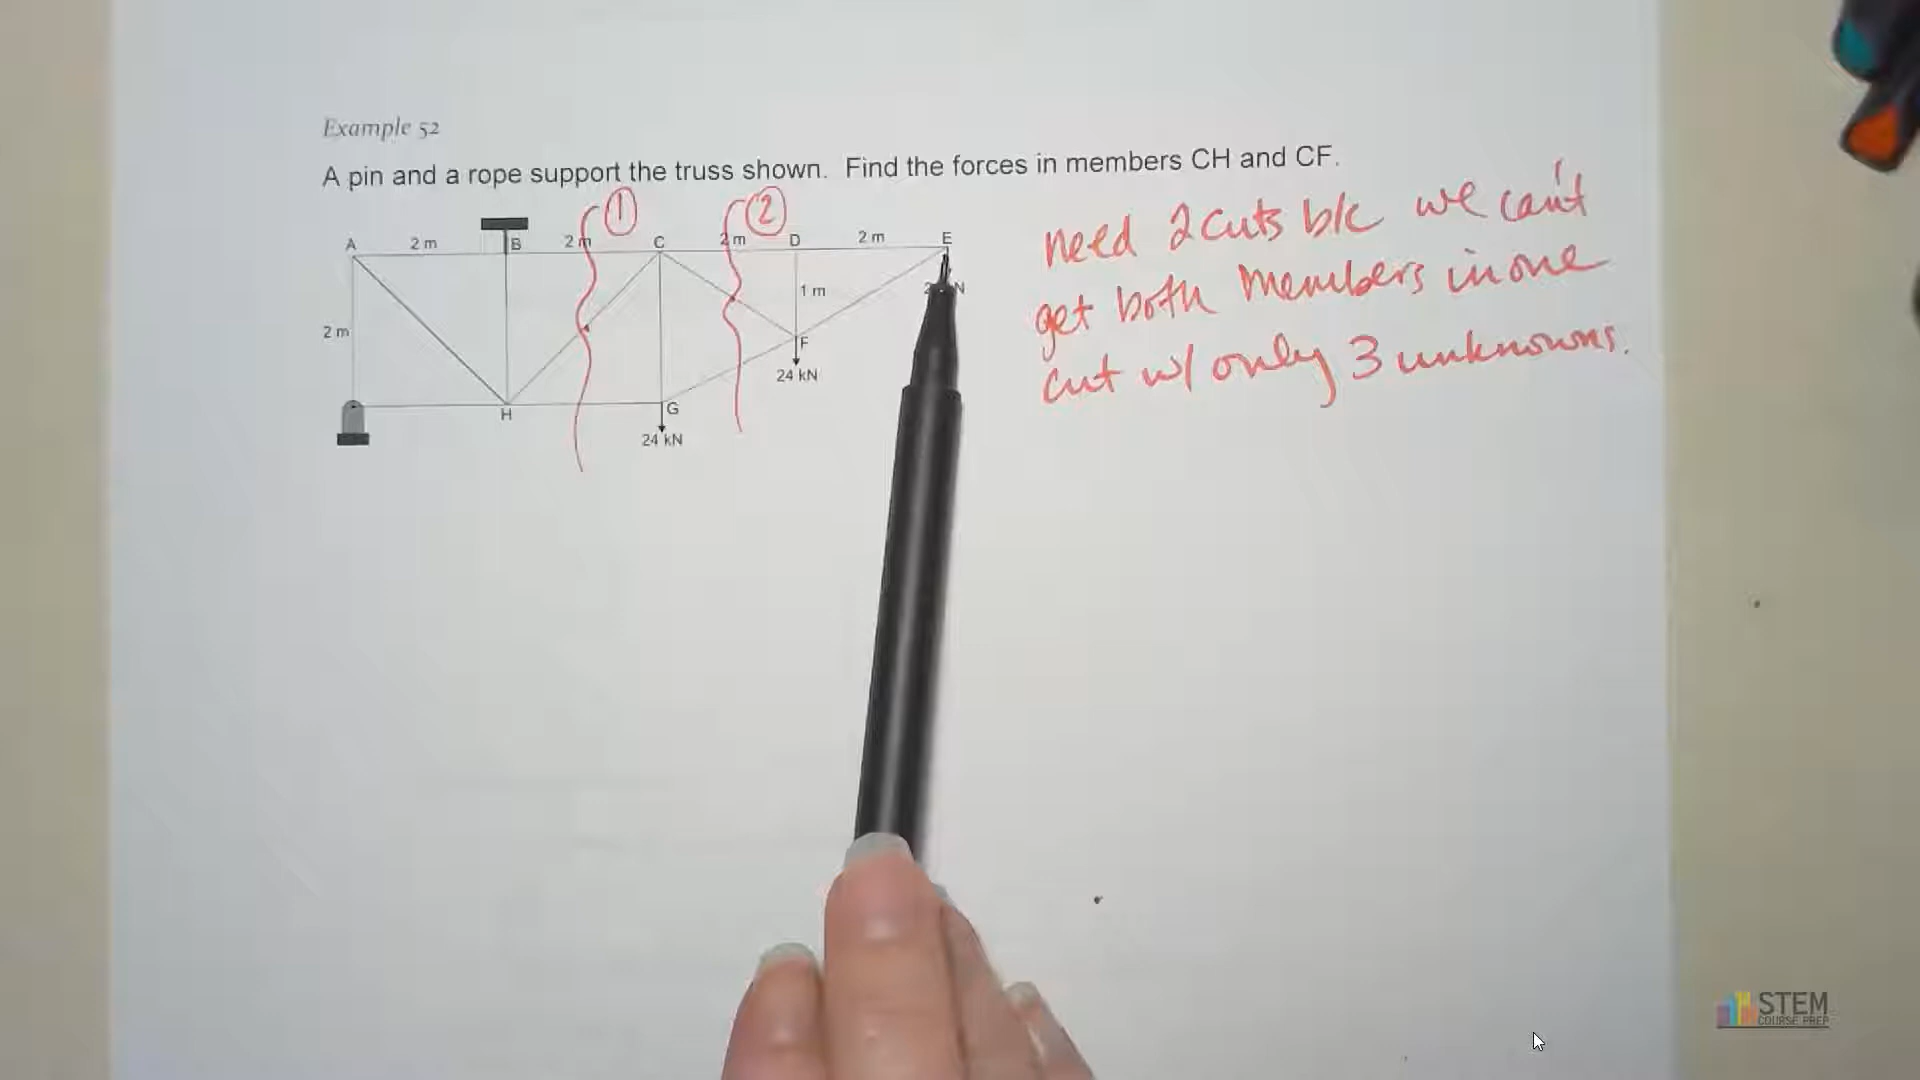 Example 52
A pin and a rope support the truss shown. Find the forces in members CH and CF.
1
2
need 2 cuts b/c we can't
get both members in one
cut w/ only 3 unknowns.
A 2 m B 2 m C 2 m D 2 m E
1 m
2 m
F
24 kN
H
G
24 kN
STEM
COURSE PREP